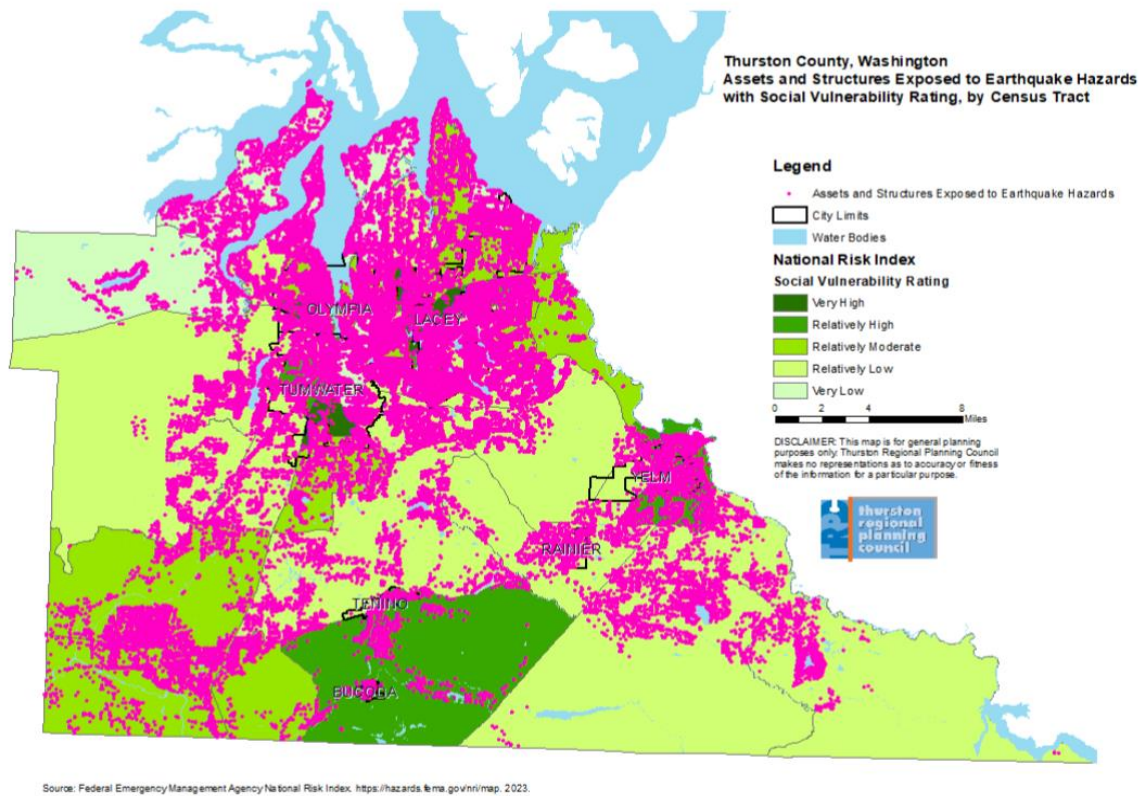 Thurston County, Washington
Assets and Structures Exposed to Earthquake Hazards
with Social Vulnerability Rating, by Census Tract
Legend
Assets and Structures Exposed to Earthquake Hazards
City Limits
Water Bodies
National Risk Index
Social Vulnerability Rating
Very High
Relatively High
Relatively Moderate
Relatively Low
Very Low
0 2 4 8
Miles
DISCLAIMER: This map is for general planning
purposes only. Thurston Regional Planning Council
makes no representations as to accuracy or fitness
of the information for a particular purpose.
TRPC
thurston
regional
planning
council
OLYMPIA
LACEY
TUMWATER
YELM
RAINIER
TENINO
BUCODA
Source: Federal Emergency Management Agency National Risk Index. https://hazards.fema.gov/nri/map. 2023.